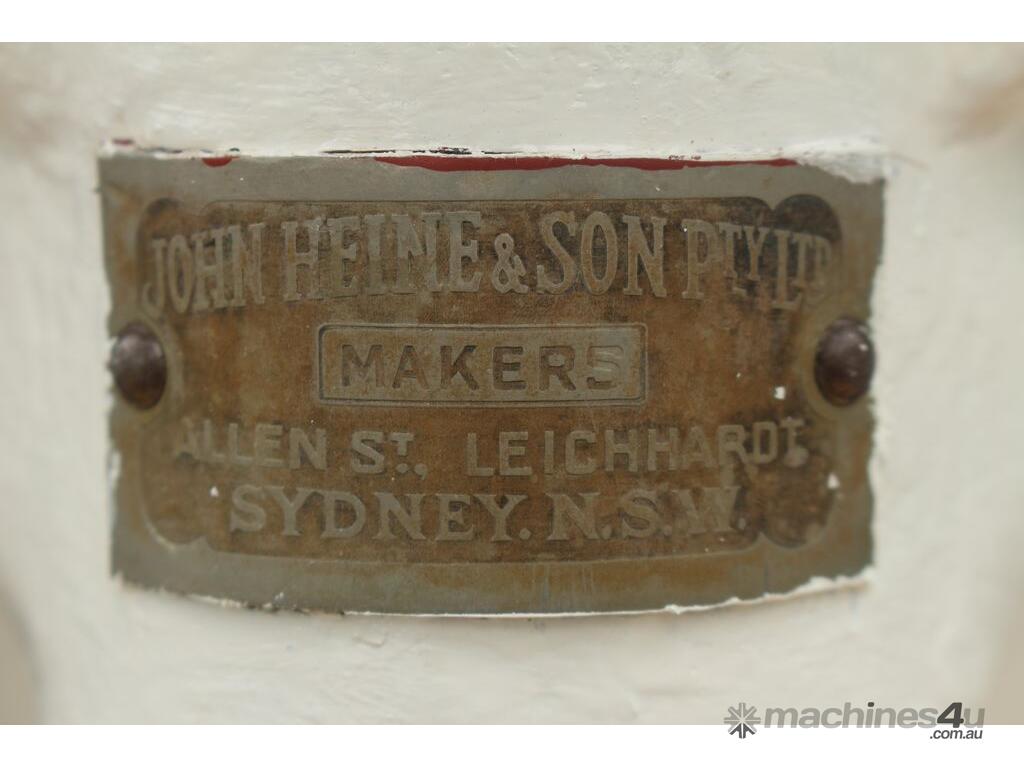 JOHN HEINE & SON PTY LTD
MAKERS
ALLEN ST., LEICHHARDT
SYDNEY. N.S.W.
machines4u
.com.au